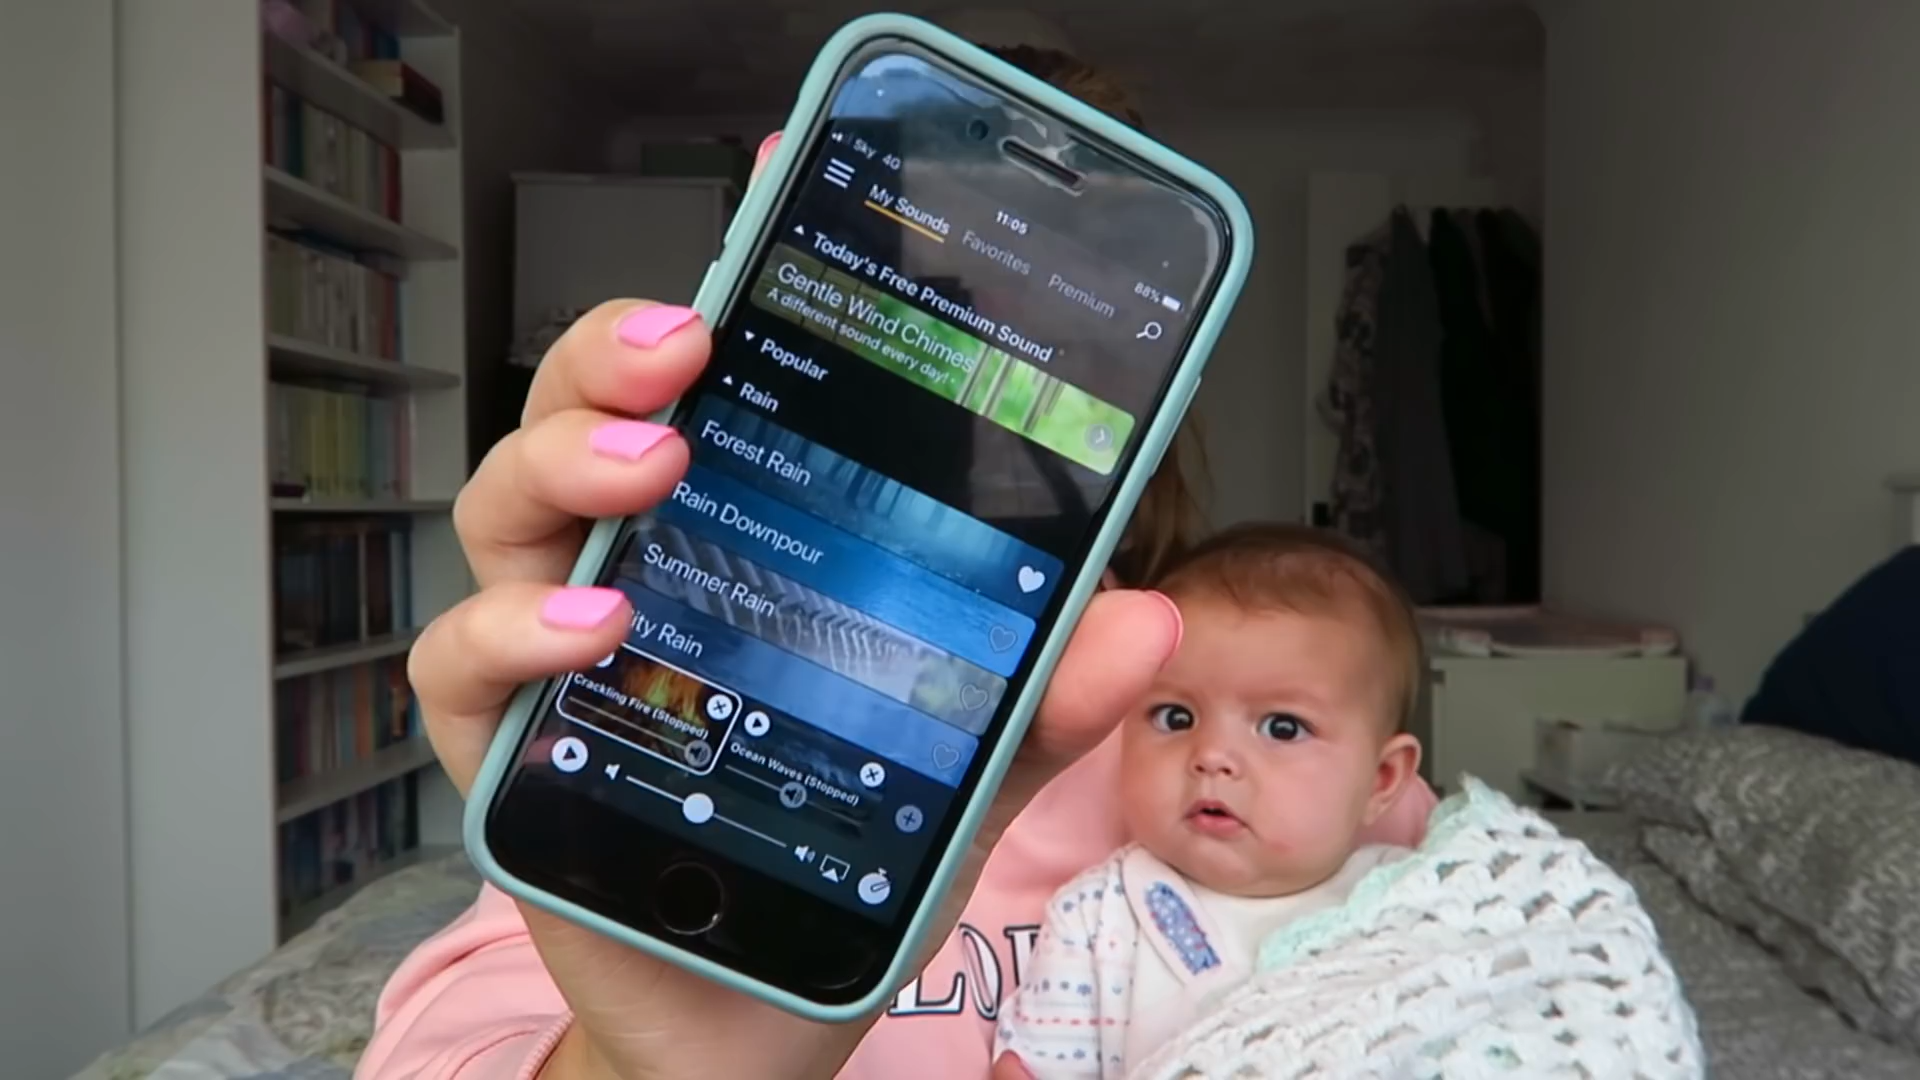 Sky 4G
11:05
88%
My Sounds Favorites Premium
Today's Free Premium Sound
Gentle Wind Chimes
A different sound every day!
Popular
Rain
Forest Rain
Rain Downpour
Summer Rain
ity Rain
Crackling Fire (Stopped)
Ocean Waves (Stopped)